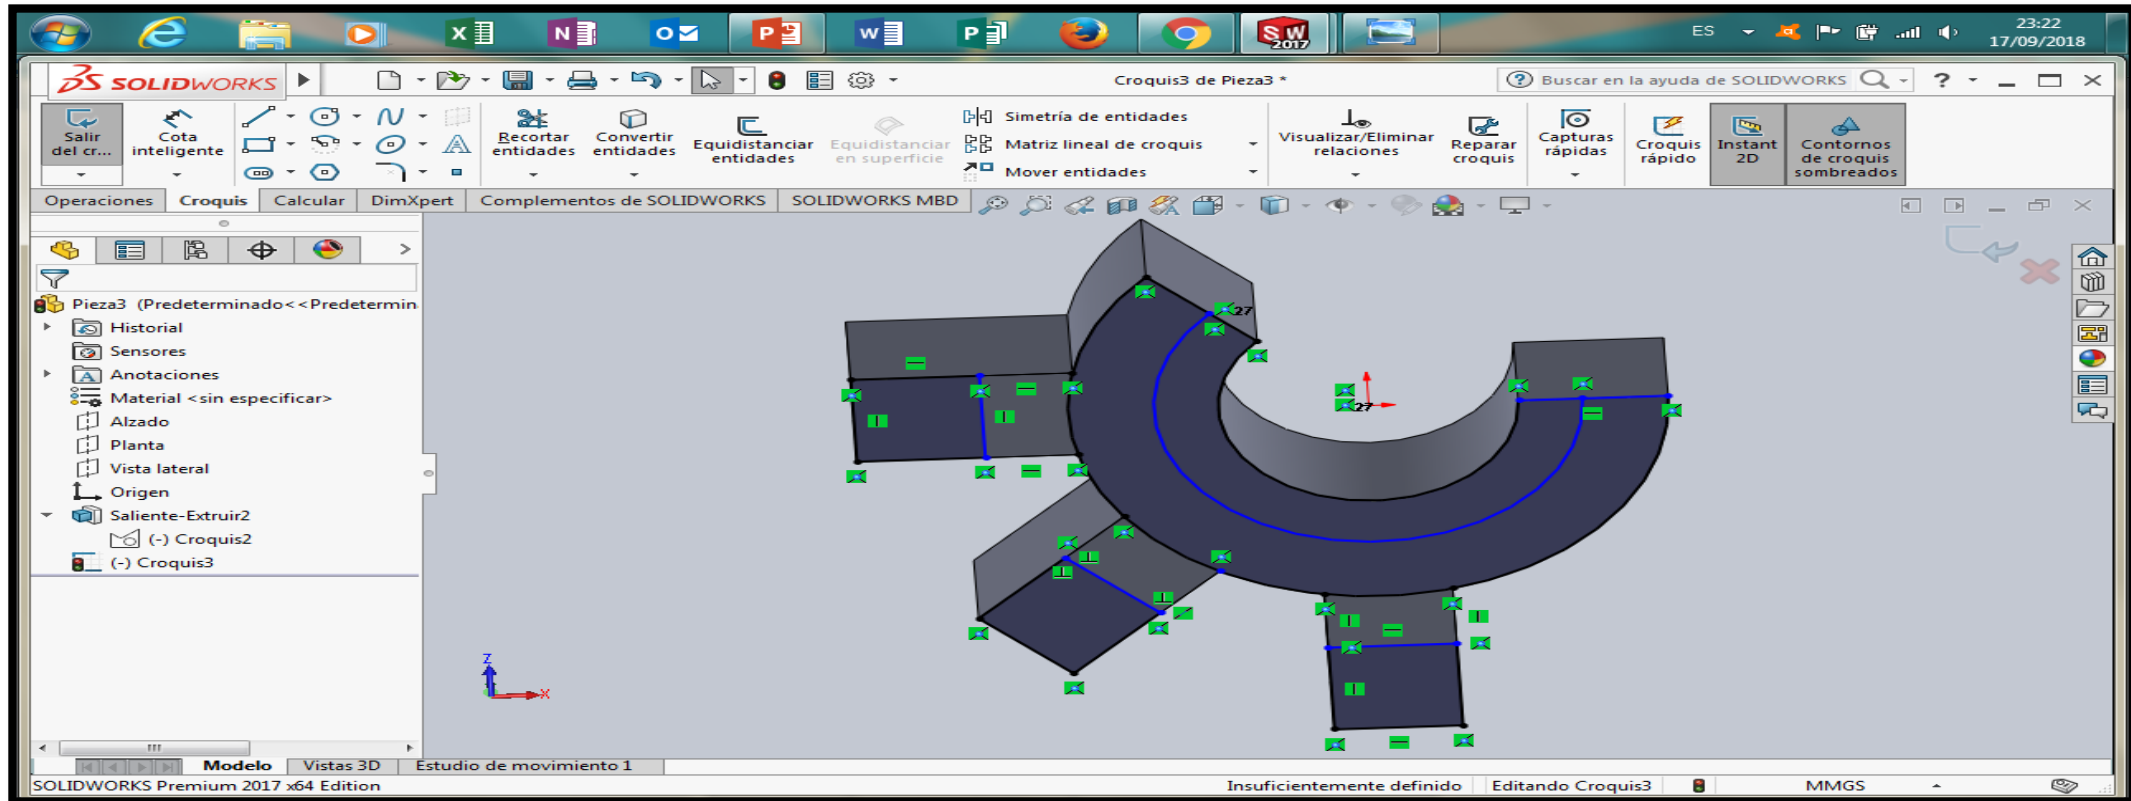 ES
23:22
17/09/2018
SOLIDWORKS
Croquis3 de Pieza3 *
Buscar en la ayuda de SOLIDWORKS
Salir del cr...
Cota inteligente
Recortar entidades
Convertir entidades
Equidistanciar entidades
Equidistanciar en superficie
Simetría de entidades
Matriz lineal de croquis
Mover entidades
Visualizar/Eliminar relaciones
Reparar croquis
Capturas rápidas
Croquis rápido
Instant 2D
Contornos de croquis sombreados
Operaciones Croquis Calcular DimXpert Complementos de SOLIDWORKS SOLIDWORKS MBD
Pieza3 (Predeterminado<<Predetermin
Historial
Sensores
Anotaciones
Material <sin especificar>
Alzado
Planta
Vista lateral
Origen
Saliente-Extruir2
(-) Croquis2
(-) Croquis3
27
27
Z
X
Modelo Vistas 3D Estudio de movimiento 1
SOLIDWORKS Premium 2017 x64 Edition
Insuficientemente definido Editando Croquis3 MMGS